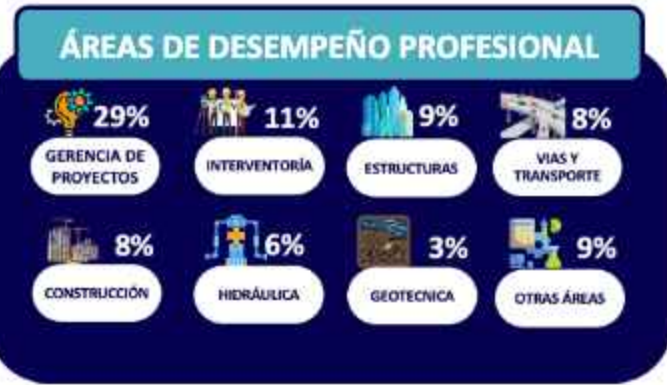 ÁREAS DE DESEMPEÑO PROFESIONAL
29%
GERENCIA DE
PROYECTOS
11%
INTERVENTORÍA
9%
ESTRUCTURAS
8%
VIAS Y
TRANSPORTE
8%
CONSTRUCCIÓN
6%
HIDRÁULICA
3%
GEOTECNICA
9%
OTRAS ÁREAS